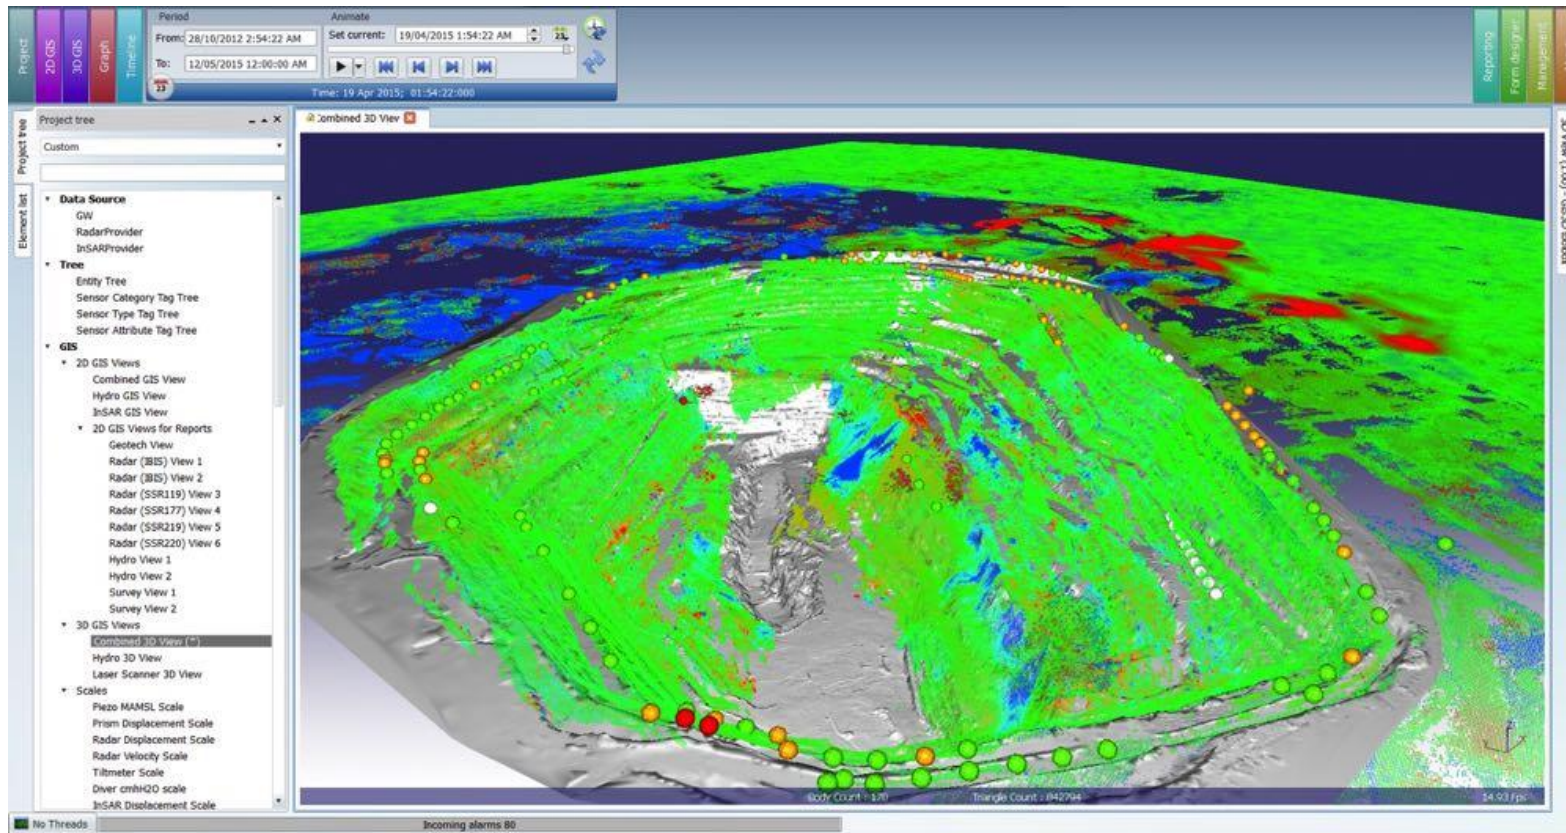 Project
2D GIS
3D GIS
Graph
Timeline
Period
From: 28/10/2012 2:54:22 AM
To: 12/05/2015 12:00:00 AM
Animate
Set current: 19/04/2015 1:54:22 AM
23
23
Time: 19 Apr 2015; 01:54:22:000
Reporting
Form designer
Management
Project tree
Element list
Project tree
Custom
Data Source
GW
RadarProvider
InSARProvider
Tree
Entity Tree
Sensor Category Tag Tree
Sensor Type Tag Tree
Sensor Attribute Tag Tree
GIS
2D GIS Views
Combined GIS View
Hydro GIS View
InSAR GIS View
2D GIS Views for Reports
Geotech View
Radar (IBIS) View 1
Radar (IBIS) View 2
Radar (SSR119) View 3
Radar (SSR177) View 4
Radar (SSR219) View 5
Radar (SSR220) View 6
Hydro View 1
Hydro View 2
Survey View 1
Survey View 2
3D GIS Views
Combined 3D View (*)
Hydro 3D View
Laser Scanner 3D View
Scales
Piezo MAMSL Scale
Prism Displacement Scale
Radar Displacement Scale
Radar Velocity Scale
Tiltmeter Scale
Diver cmhH2O scale
InSAR Displacement Scale
Combined 3D View
Body Count : 170
Triangle Count : 842794
14.93 Fps
No Threads
Incoming alarms 80